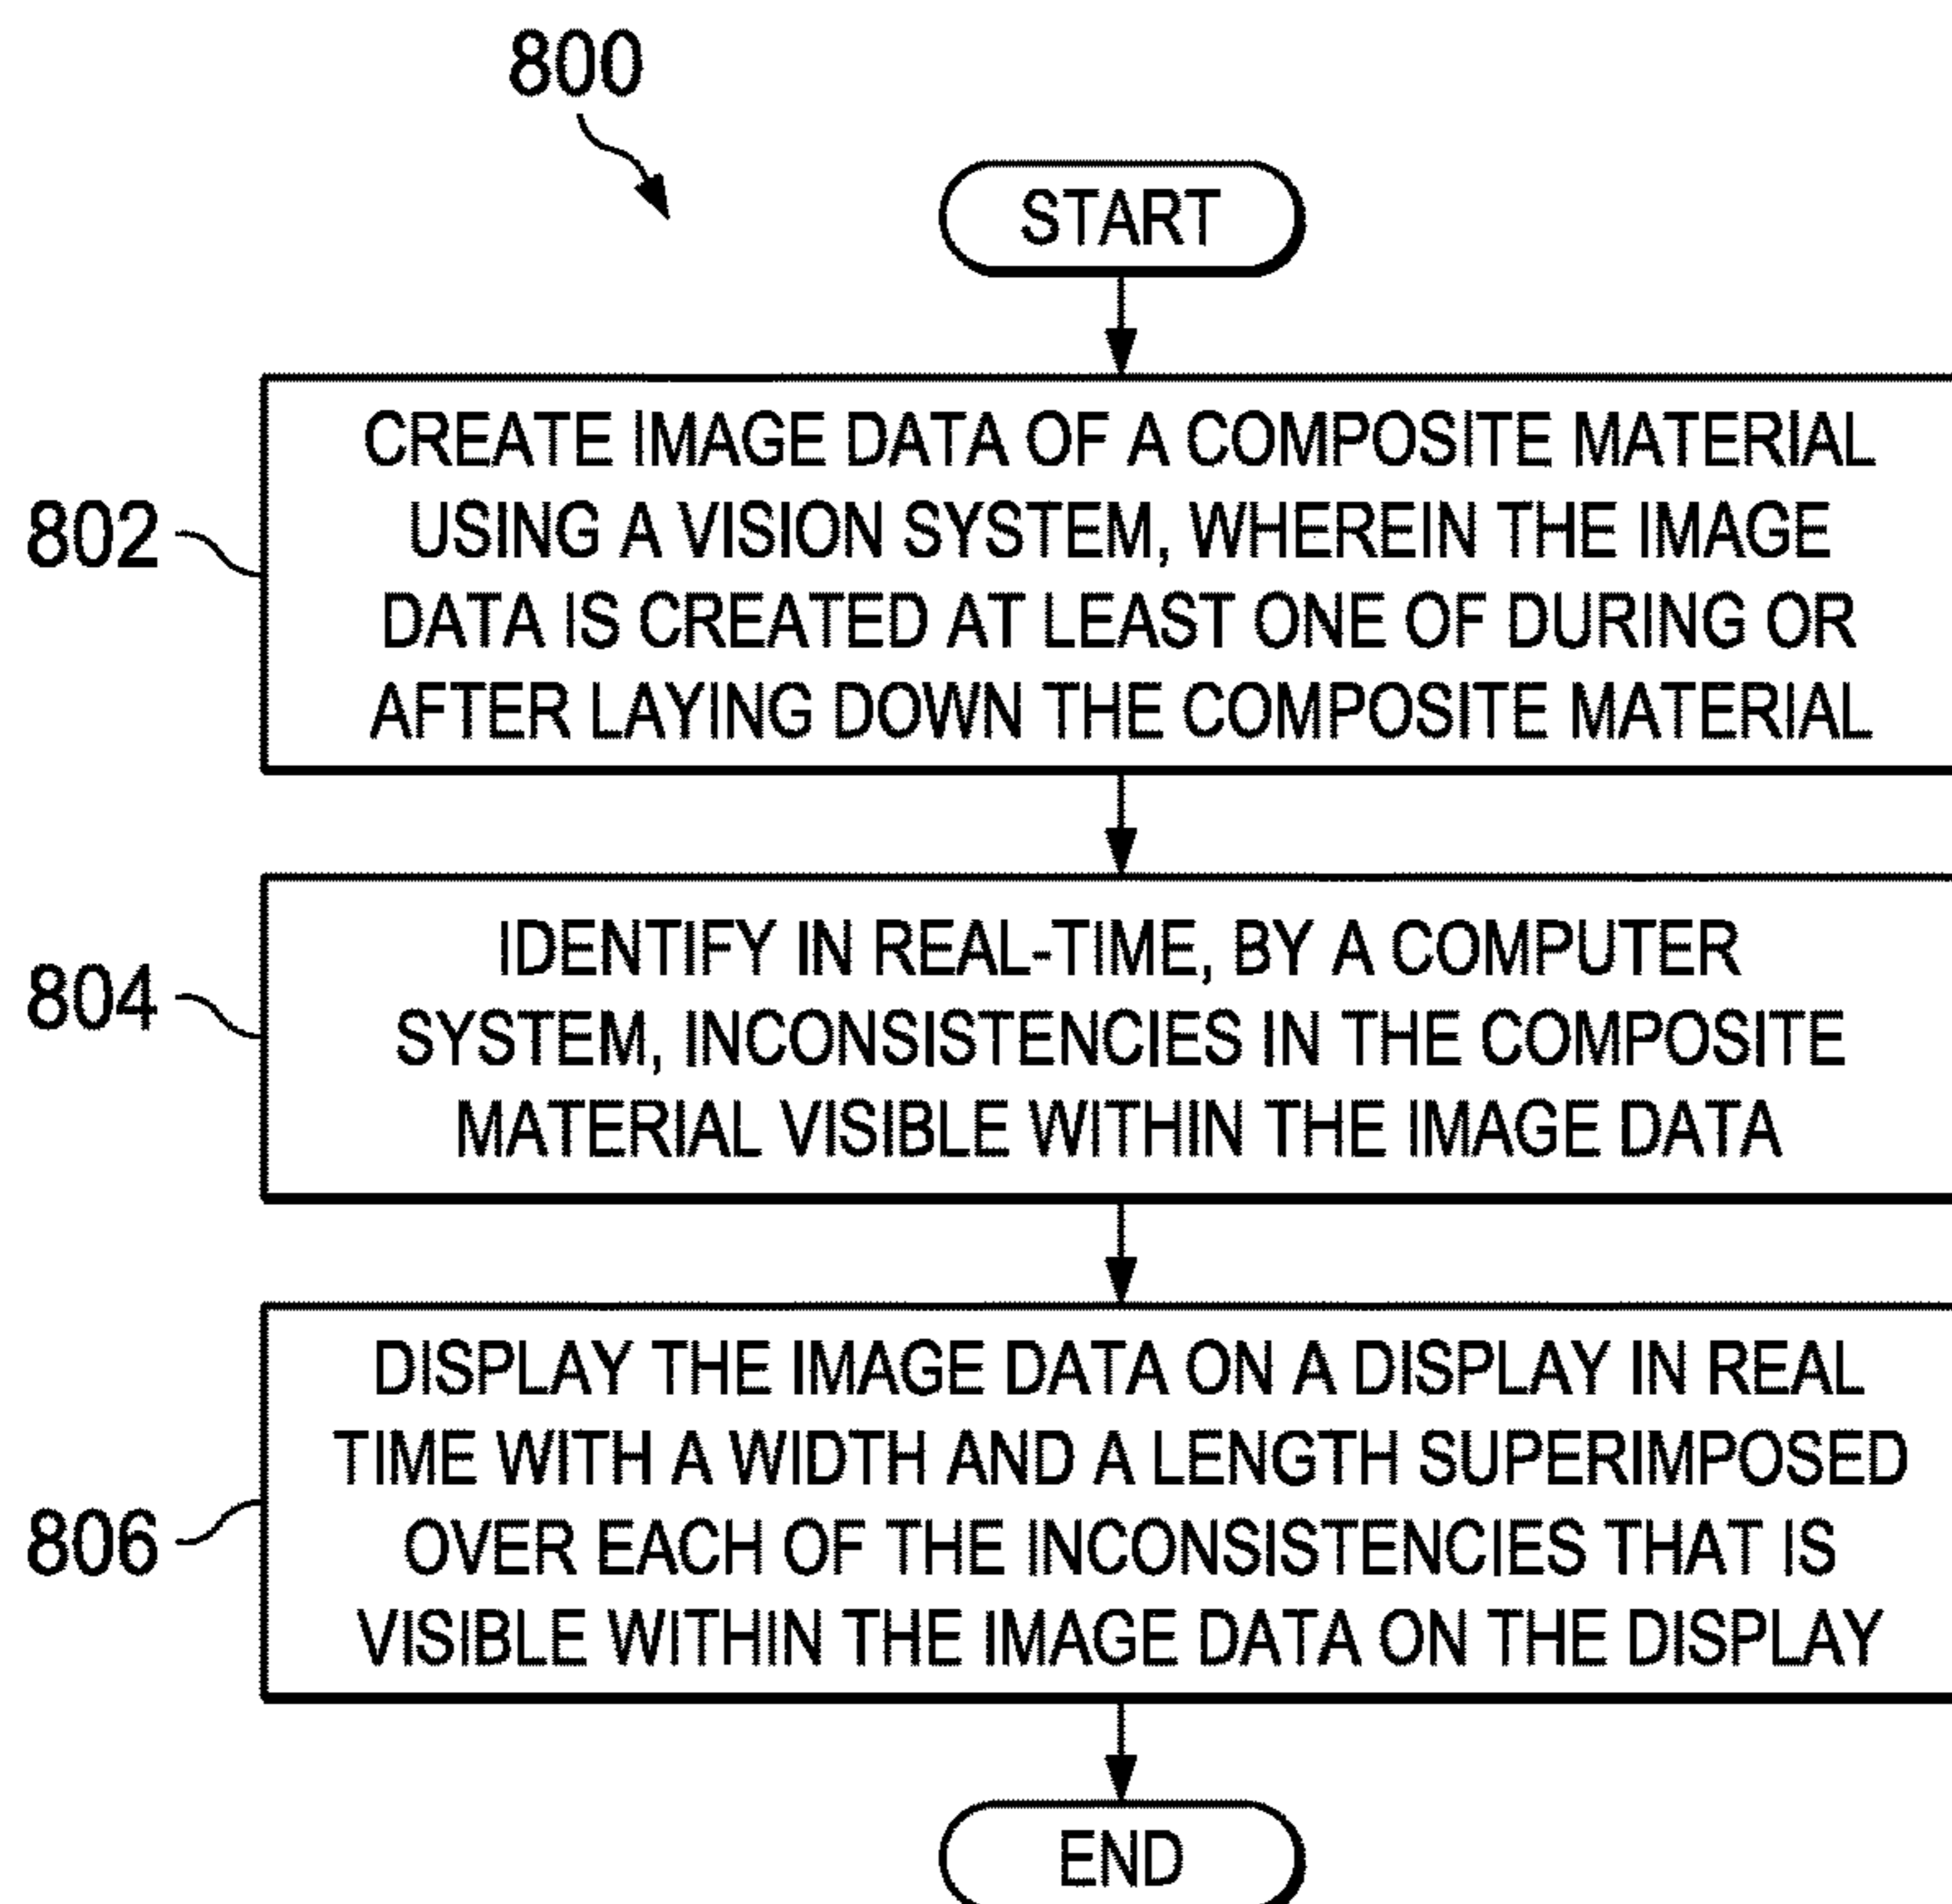 800
START
802
CREATE IMAGE DATA OF A COMPOSITE MATERIAL
USING A VISION SYSTEM, WHEREIN THE IMAGE
DATA IS CREATED AT LEAST ONE OF DURING OR
AFTER LAYING DOWN THE COMPOSITE MATERIAL
804
IDENTIFY IN REAL-TIME, BY A COMPUTER
SYSTEM, INCONSISTENCIES IN THE COMPOSITE
MATERIAL VISIBLE WITHIN THE IMAGE DATA
806
DISPLAY THE IMAGE DATA ON A DISPLAY IN REAL
TIME WITH A WIDTH AND A LENGTH SUPERIMPOSED
OVER EACH OF THE INCONSISTENCIES THAT IS
VISIBLE WITHIN THE IMAGE DATA ON THE DISPLAY
END